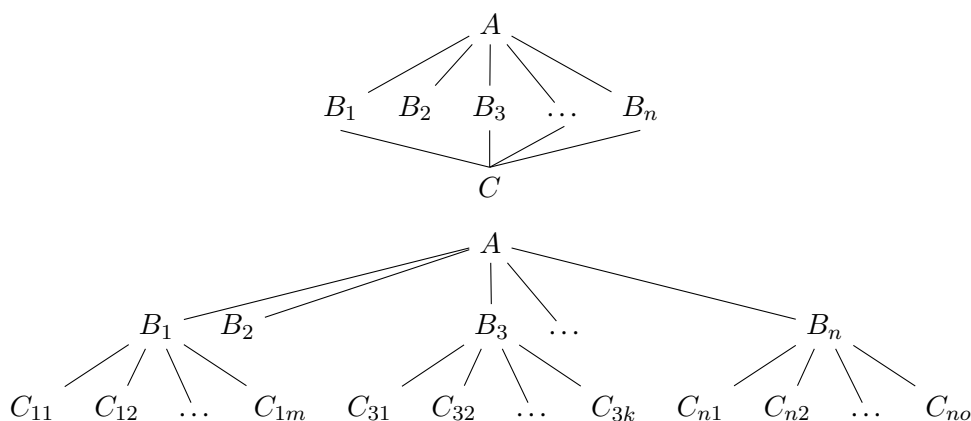 A
B₁ B₂ B₃ … Bₙ
C
A
B₁ B₂ B₃ … Bₙ
C₁₁ C₁₂ … C₁ₘ C₃₁ C₃₂ … C₃ₖ Cₙ₁ Cₙ₂ … Cₙₒ